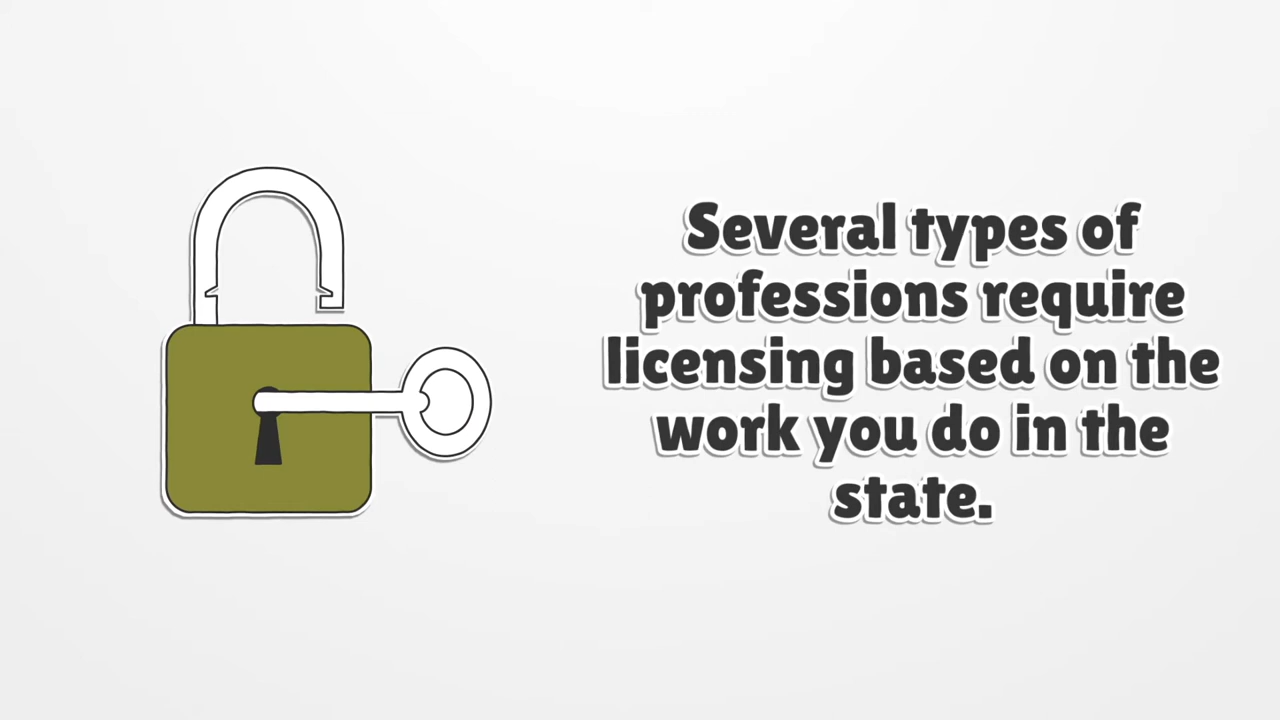 Several types of
professions require
licensing based on the
work you do in the
state.